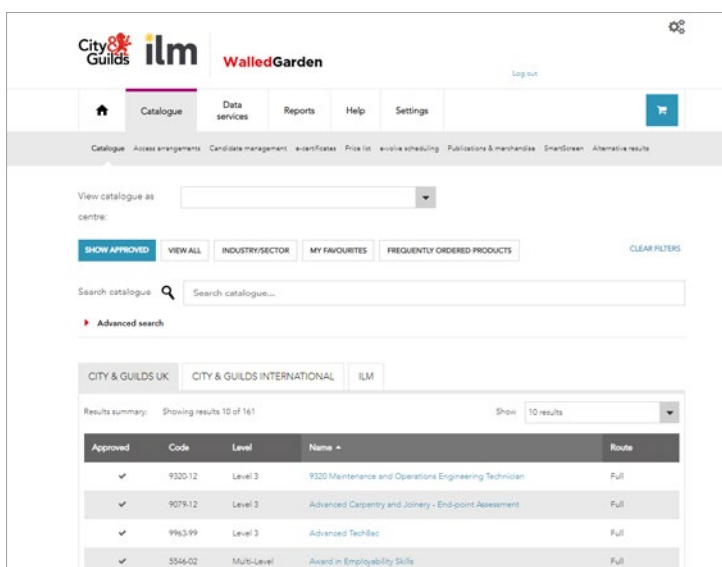 City & Guilds ilm WalledGarden
Log out
Catalogue Data services Reports Help Settings
Catalogue Access arrangements Candidate management e-certificates Price list e-volve scheduling Publications & merchandise SmartScreen Alternative results
View catalogue as centre:
SHOW APPROVED VIEW ALL INDUSTRY/SECTOR MY FAVOURITES FREQUENTLY ORDERED PRODUCTS CLEAR FILTERS
Search catalogue Search catalogue...
Advanced search
CITY & GUILDS UK CITY & GUILDS INTERNATIONAL ILM
Results summary: Showing results 10 of 161 Show 10 results
Approved Code Level Name Route
9320-12 Level 3 9320 Maintenance and Operations Engineering Technician Full
9079-12 Level 3 Advanced Carpentry and Joinery - End-point Assessment Full
9963-99 Level 3 Advanced TechBac Full
5546-02 Multi-Level Award in Employability Skills Full